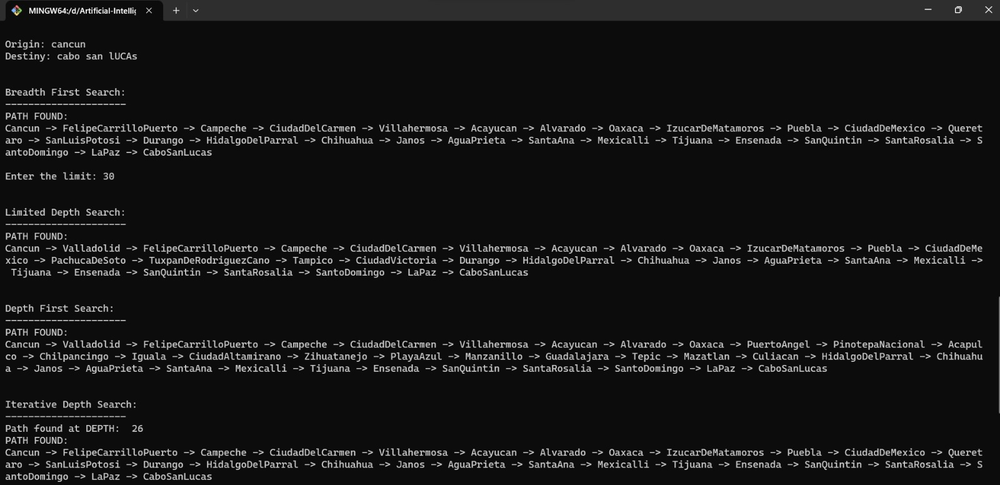 MINGW64:/d/Artificial-Intellig
Origin: cancun
Destiny: cabo san lUCAs
Breadth First Search:
---------------------
PATH FOUND:
Cancun -> FelipeCarrilloPuerto -> Campeche -> CiudadDelCarmen -> Villahermosa -> Acayucan -> Alvarado -> Oaxaca -> IzucarDeMatamoros -> Puebla -> CiudadDeMexico -> Queret
aro -> SanLuisPotosi -> Durango -> HidalgoDelParral -> Chihuahua -> Janos -> AguaPrieta -> SantaAna -> Mexicalli -> Tijuana -> Ensenada -> SanQuintin -> SantaRosalia -> S
antoDomingo -> LaPaz -> CaboSanLucas
Enter the limit: 30
Limited Depth Search:
---------------------
PATH FOUND:
Cancun -> Valladolid -> FelipeCarrilloPuerto -> Campeche -> CiudadDelCarmen -> Villahermosa -> Acayucan -> Alvarado -> Oaxaca -> IzucarDeMatamoros -> Puebla -> CiudadDeMe
xico -> PachucaDeSoto -> TuxpanDeRodriguezCano -> Tampico -> CiudadVictoria -> Durango -> HidalgoDelParral -> Chihuahua -> Janos -> AguaPrieta -> SantaAna -> Mexicalli ->
Tijuana -> Ensenada -> SanQuintin -> SantaRosalia -> SantoDomingo -> LaPaz -> CaboSanLucas
Depth First Search:
---------------------
PATH FOUND:
Cancun -> Valladolid -> FelipeCarrilloPuerto -> Campeche -> CiudadDelCarmen -> Villahermosa -> Acayucan -> Alvarado -> Oaxaca -> PuertoAngel -> PinotepaNacional -> Acapul
co -> Chilpancingo -> Iguala -> CiudadAltamirano -> Zihuatanejo -> PlayaAzul -> Manzanillo -> Guadalajara -> Tepic -> Mazatlan -> Culiacan -> HidalgoDelParral -> Chihuahu
a -> Janos -> AguaPrieta -> SantaAna -> Mexicalli -> Tijuana -> Ensenada -> SanQuintin -> SantaRosalia -> SantoDomingo -> LaPaz -> CaboSanLucas
Iterative Depth Search:
---------------------
Path found at DEPTH:  26
PATH FOUND:
Cancun -> FelipeCarrilloPuerto -> Campeche -> CiudadDelCarmen -> Villahermosa -> Acayucan -> Alvarado -> Oaxaca -> IzucarDeMatamoros -> Puebla -> CiudadDeMexico -> Queret
aro -> SanLuisPotosi -> Durango -> HidalgoDelParral -> Chihuahua -> Janos -> AguaPrieta -> SantaAna -> Mexicalli -> Tijuana -> Ensenada -> SanQuintin -> SantaRosalia -> S
antoDomingo -> LaPaz -> CaboSanLucas